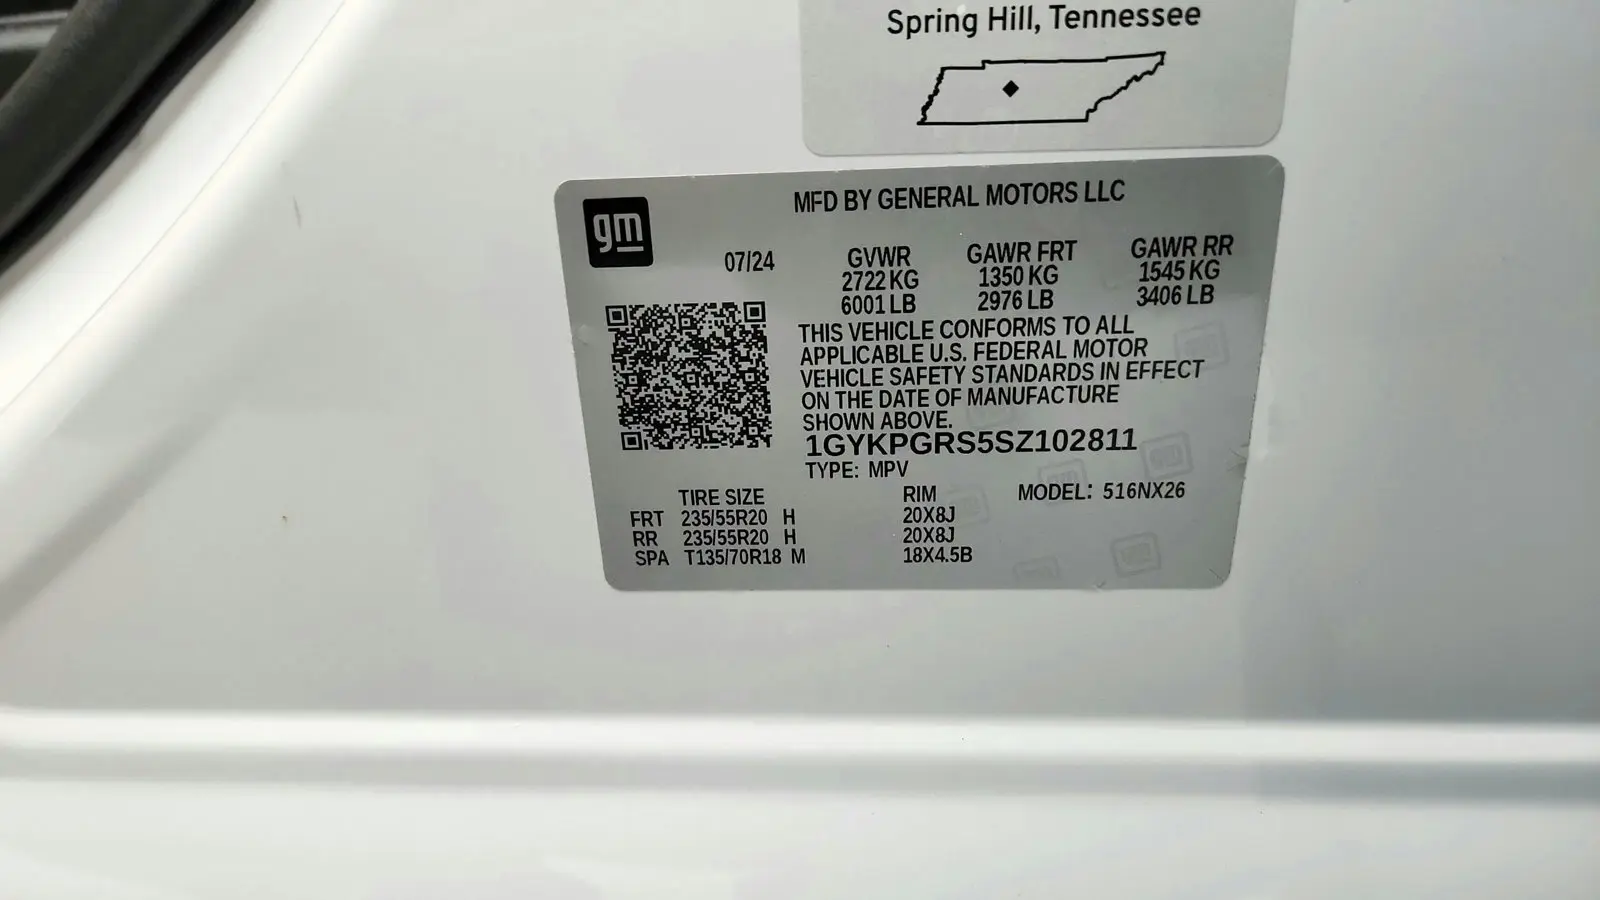 Spring Hill, Tennessee
gm
MFD BY GENERAL MOTORS LLC
07/24
GVWR GAWR FRT GAWR RR
2722 KG 1350 KG 1545 KG
6001 LB 2976 LB 3406 LB
THIS VEHICLE CONFORMS TO ALL
APPLICABLE U.S. FEDERAL MOTOR
VEHICLE SAFETY STANDARDS IN EFFECT
ON THE DATE OF MANUFACTURE
SHOWN ABOVE.
1GYKPGRS5SZ102811
TYPE: MPV
TIRE SIZE RIM MODEL: 516NX26
FRT 235/55R20 H 20X8J
RR 235/55R20 H 20X8J
SPA T135/70R18 M 18X4.5B